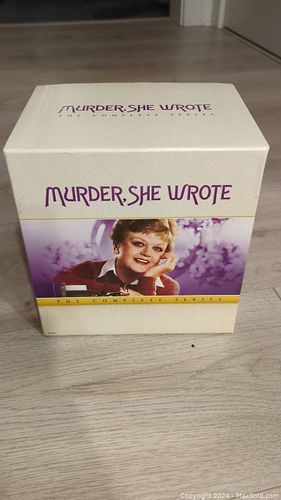 MURDER, SHE WROTE
THE COMPLETE SERIES
MURDER, SHE WROTE
THE COMPLETE SERIES
Copyright 2024 - MaxSold.com